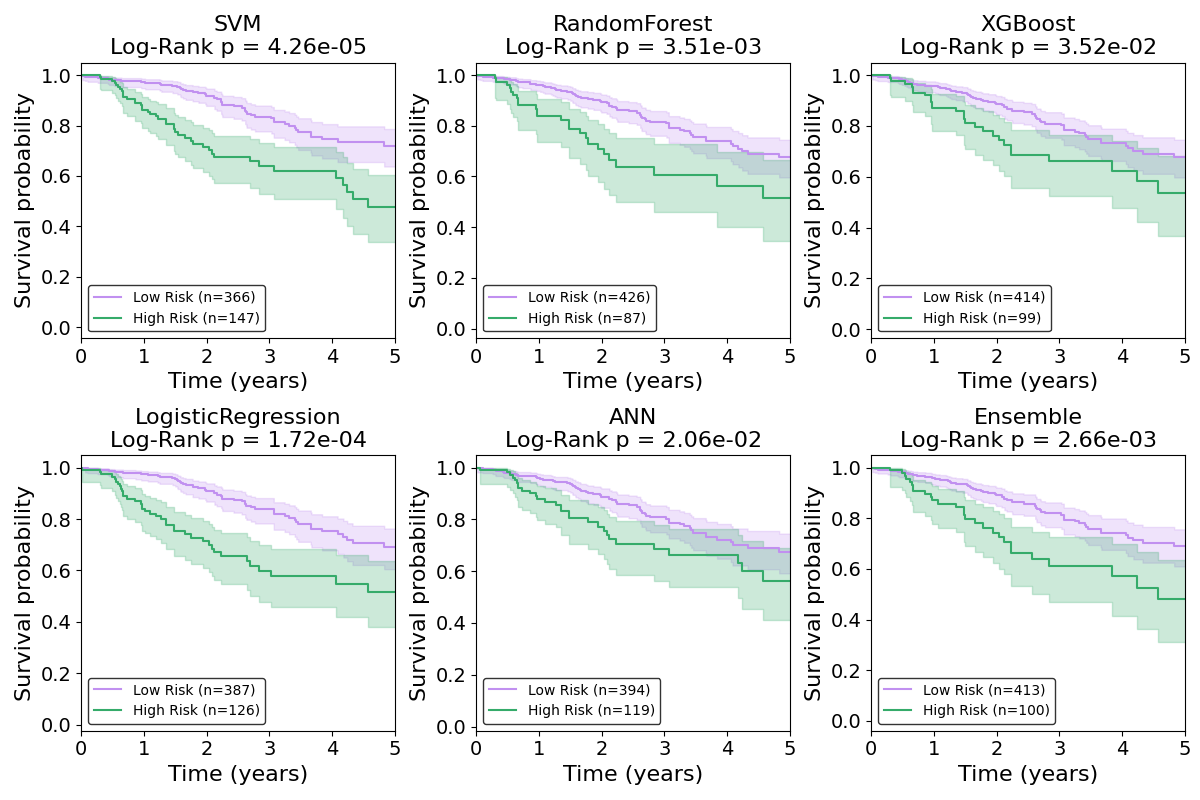 SVM
Log-Rank p = 4.26e-05
Survival probability
1.0
0.8
0.6
0.4
0.2
0.0
Low Risk (n=366)
High Risk (n=147)
0 1 2 3 4 5
Time (years)
RandomForest
Log-Rank p = 3.51e-03
Survival probability
1.0
0.8
0.6
0.4
0.2
0.0
Low Risk (n=426)
High Risk (n=87)
0 1 2 3 4 5
Time (years)
XGBoost
Log-Rank p = 3.52e-02
Survival probability
1.0
0.8
0.6
0.4
0.2
0.0
Low Risk (n=414)
High Risk (n=99)
0 1 2 3 4 5
Time (years)
LogisticRegression
Log-Rank p = 1.72e-04
Survival probability
1.0
0.8
0.6
0.4
0.2
0.0
Low Risk (n=387)
High Risk (n=126)
0 1 2 3 4 5
Time (years)
ANN
Log-Rank p = 2.06e-02
Survival probability
1.0
0.8
0.6
0.4
0.2
0.0
Low Risk (n=394)
High Risk (n=119)
0 1 2 3 4 5
Time (years)
Ensemble
Log-Rank p = 2.66e-03
Survival probability
1.0
0.8
0.6
0.4
0.2
0.0
Low Risk (n=413)
High Risk (n=100)
0 1 2 3 4 5
Time (years)